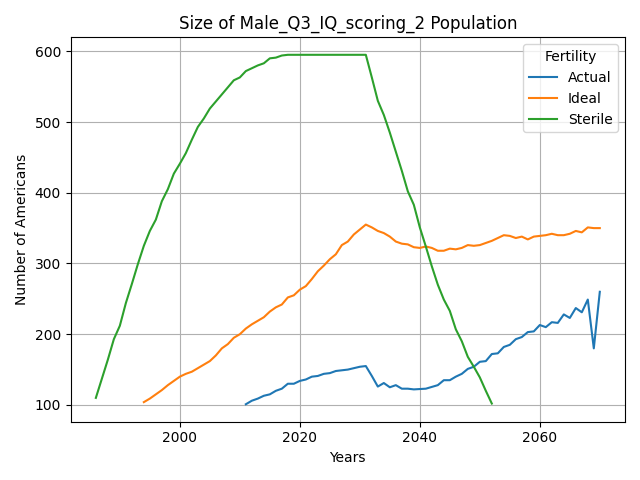 Size of Male_Q3_IQ_scoring_2 Population
Number of Americans
600
500
400
300
200
100
Fertility
Actual
Ideal
Sterile
2000
2020
2040
2060
Years